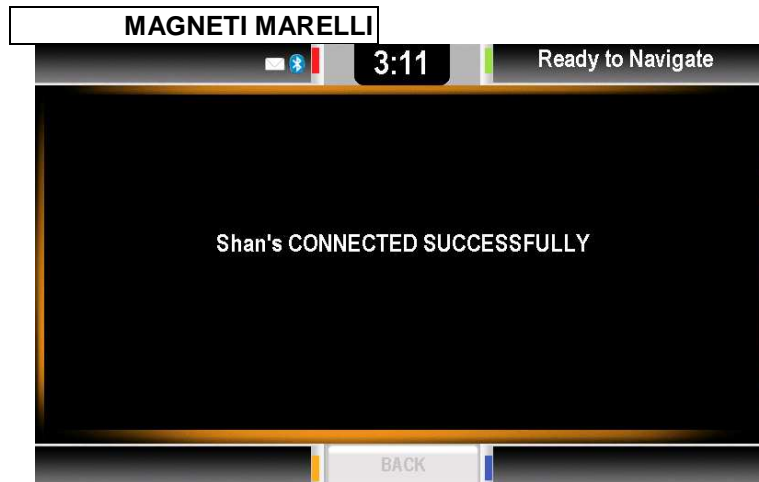 MAGNETI MARELLI
3:11
Ready to Navigate
Shan's CONNECTED SUCCESSFULLY
BACK